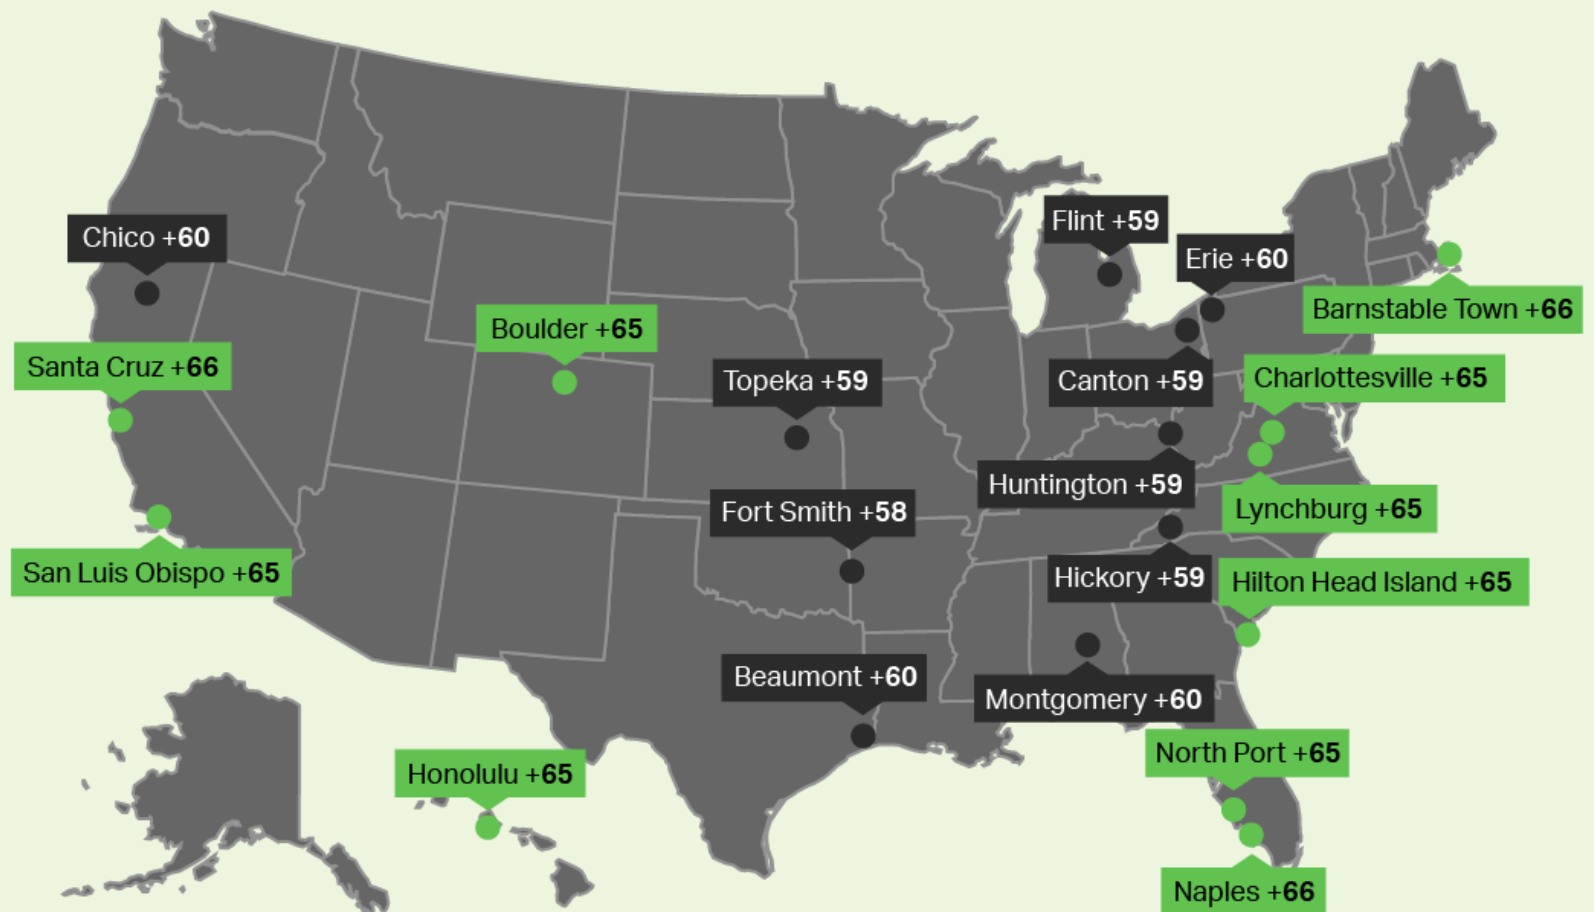 Flint +59
Chico +60
Erie +60
Barnstable Town +66
Boulder +65
Santa Cruz +66
Topeka +59
Canton +59
Charlottesville +65
Huntington +59
Lynchburg +65
Fort Smith +58
San Luis Obispo +65
Hickory +59
Hilton Head Island +65
Beaumont +60
Montgomery +60
North Port +65
Honolulu +65
Naples +66